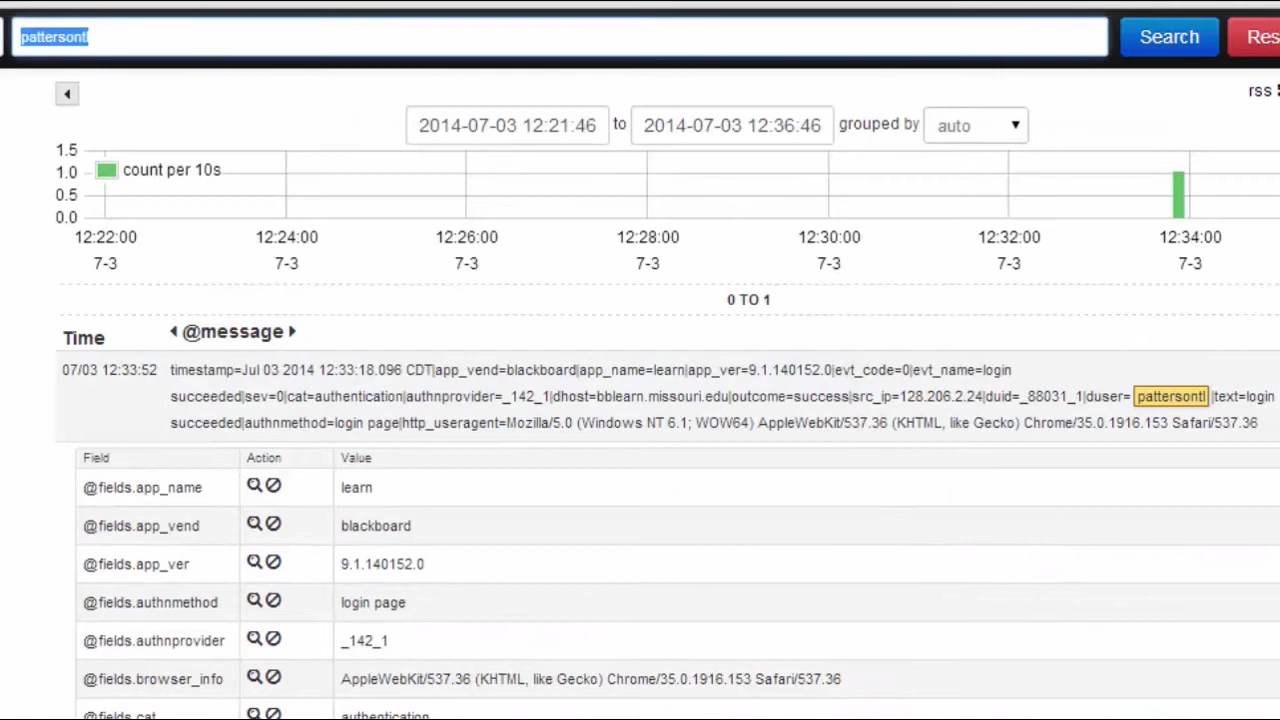 pattersontl
Search
Res
rss
2014-07-03 12:21:46 to 2014-07-03 12:36:46 grouped by auto
1.5
1.0
0.5
0.0
count per 10s
12:22:00 12:24:00 12:26:00 12:28:00 12:30:00 12:32:00 12:34:00
7-3 7-3 7-3 7-3 7-3 7-3 7-3
0 TO 1
Time @message
07/03 12:33:52 timestamp=Jul 03 2014 12:33:18.096 CDT|app_vend=blackboard|app_name=learn|app_ver=9.1.140152.0|evt_code=0|evt_name=login
succeeded|sev=0|cat=authentication|authnprovider=_142_1|dhost=bblearn.missouri.edu|outcome=success|src_ip=128.206.2.24|duid=_88031_1|duser= pattersontl |text=login
succeeded|authnmethod=login page|http_useragent=Mozilla/5.0 (Windows NT 6.1; WOW64) AppleWebKit/537.36 (KHTML, like Gecko) Chrome/35.0.1916.153 Safari/537.36
Field Action Value
@fields.app_name learn
@fields.app_vend blackboard
@fields.app_ver 9.1.140152.0
@fields.authnmethod login page
@fields.authnprovider _142_1
@fields.browser_info AppleWebKit/537.36 (KHTML, like Gecko) Chrome/35.0.1916.153 Safari/537.36
@fields.cat authentication